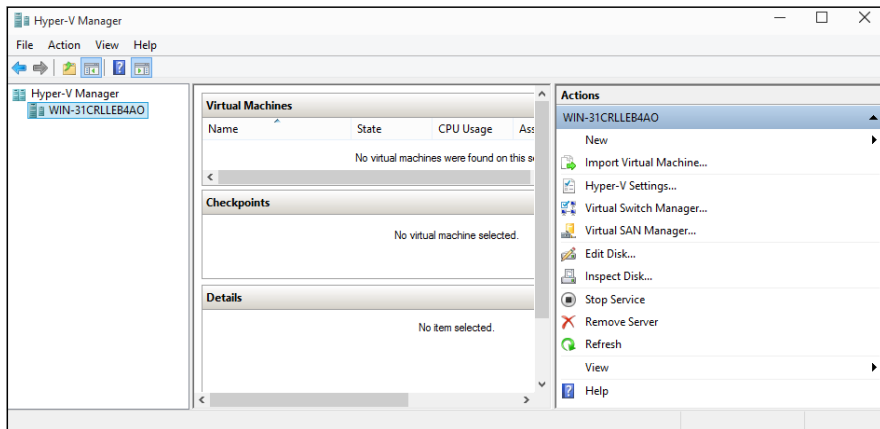 Hyper-V Manager
File Action View Help
Hyper-V Manager
WIN-31CRLLEB4AO
Virtual Machines
Name State CPU Usage Ass
No virtual machines were found on this se
Checkpoints
No virtual machine selected.
Details
No item selected.
Actions
WIN-31CRLLEB4AO
New
Import Virtual Machine...
Hyper-V Settings...
Virtual Switch Manager...
Virtual SAN Manager...
Edit Disk...
Inspect Disk...
Stop Service
Remove Server
Refresh
View
Help